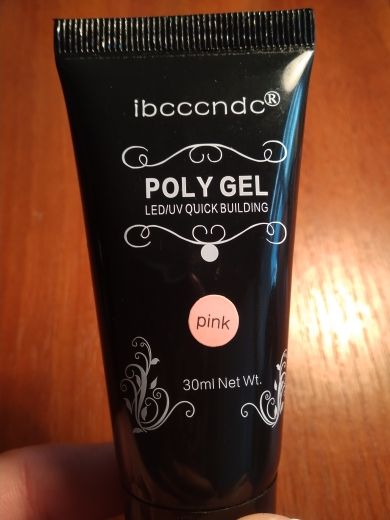 ibcccndc®
POLY GEL
LED/UV QUICK BUILDING
pink
30ml Net Wt.